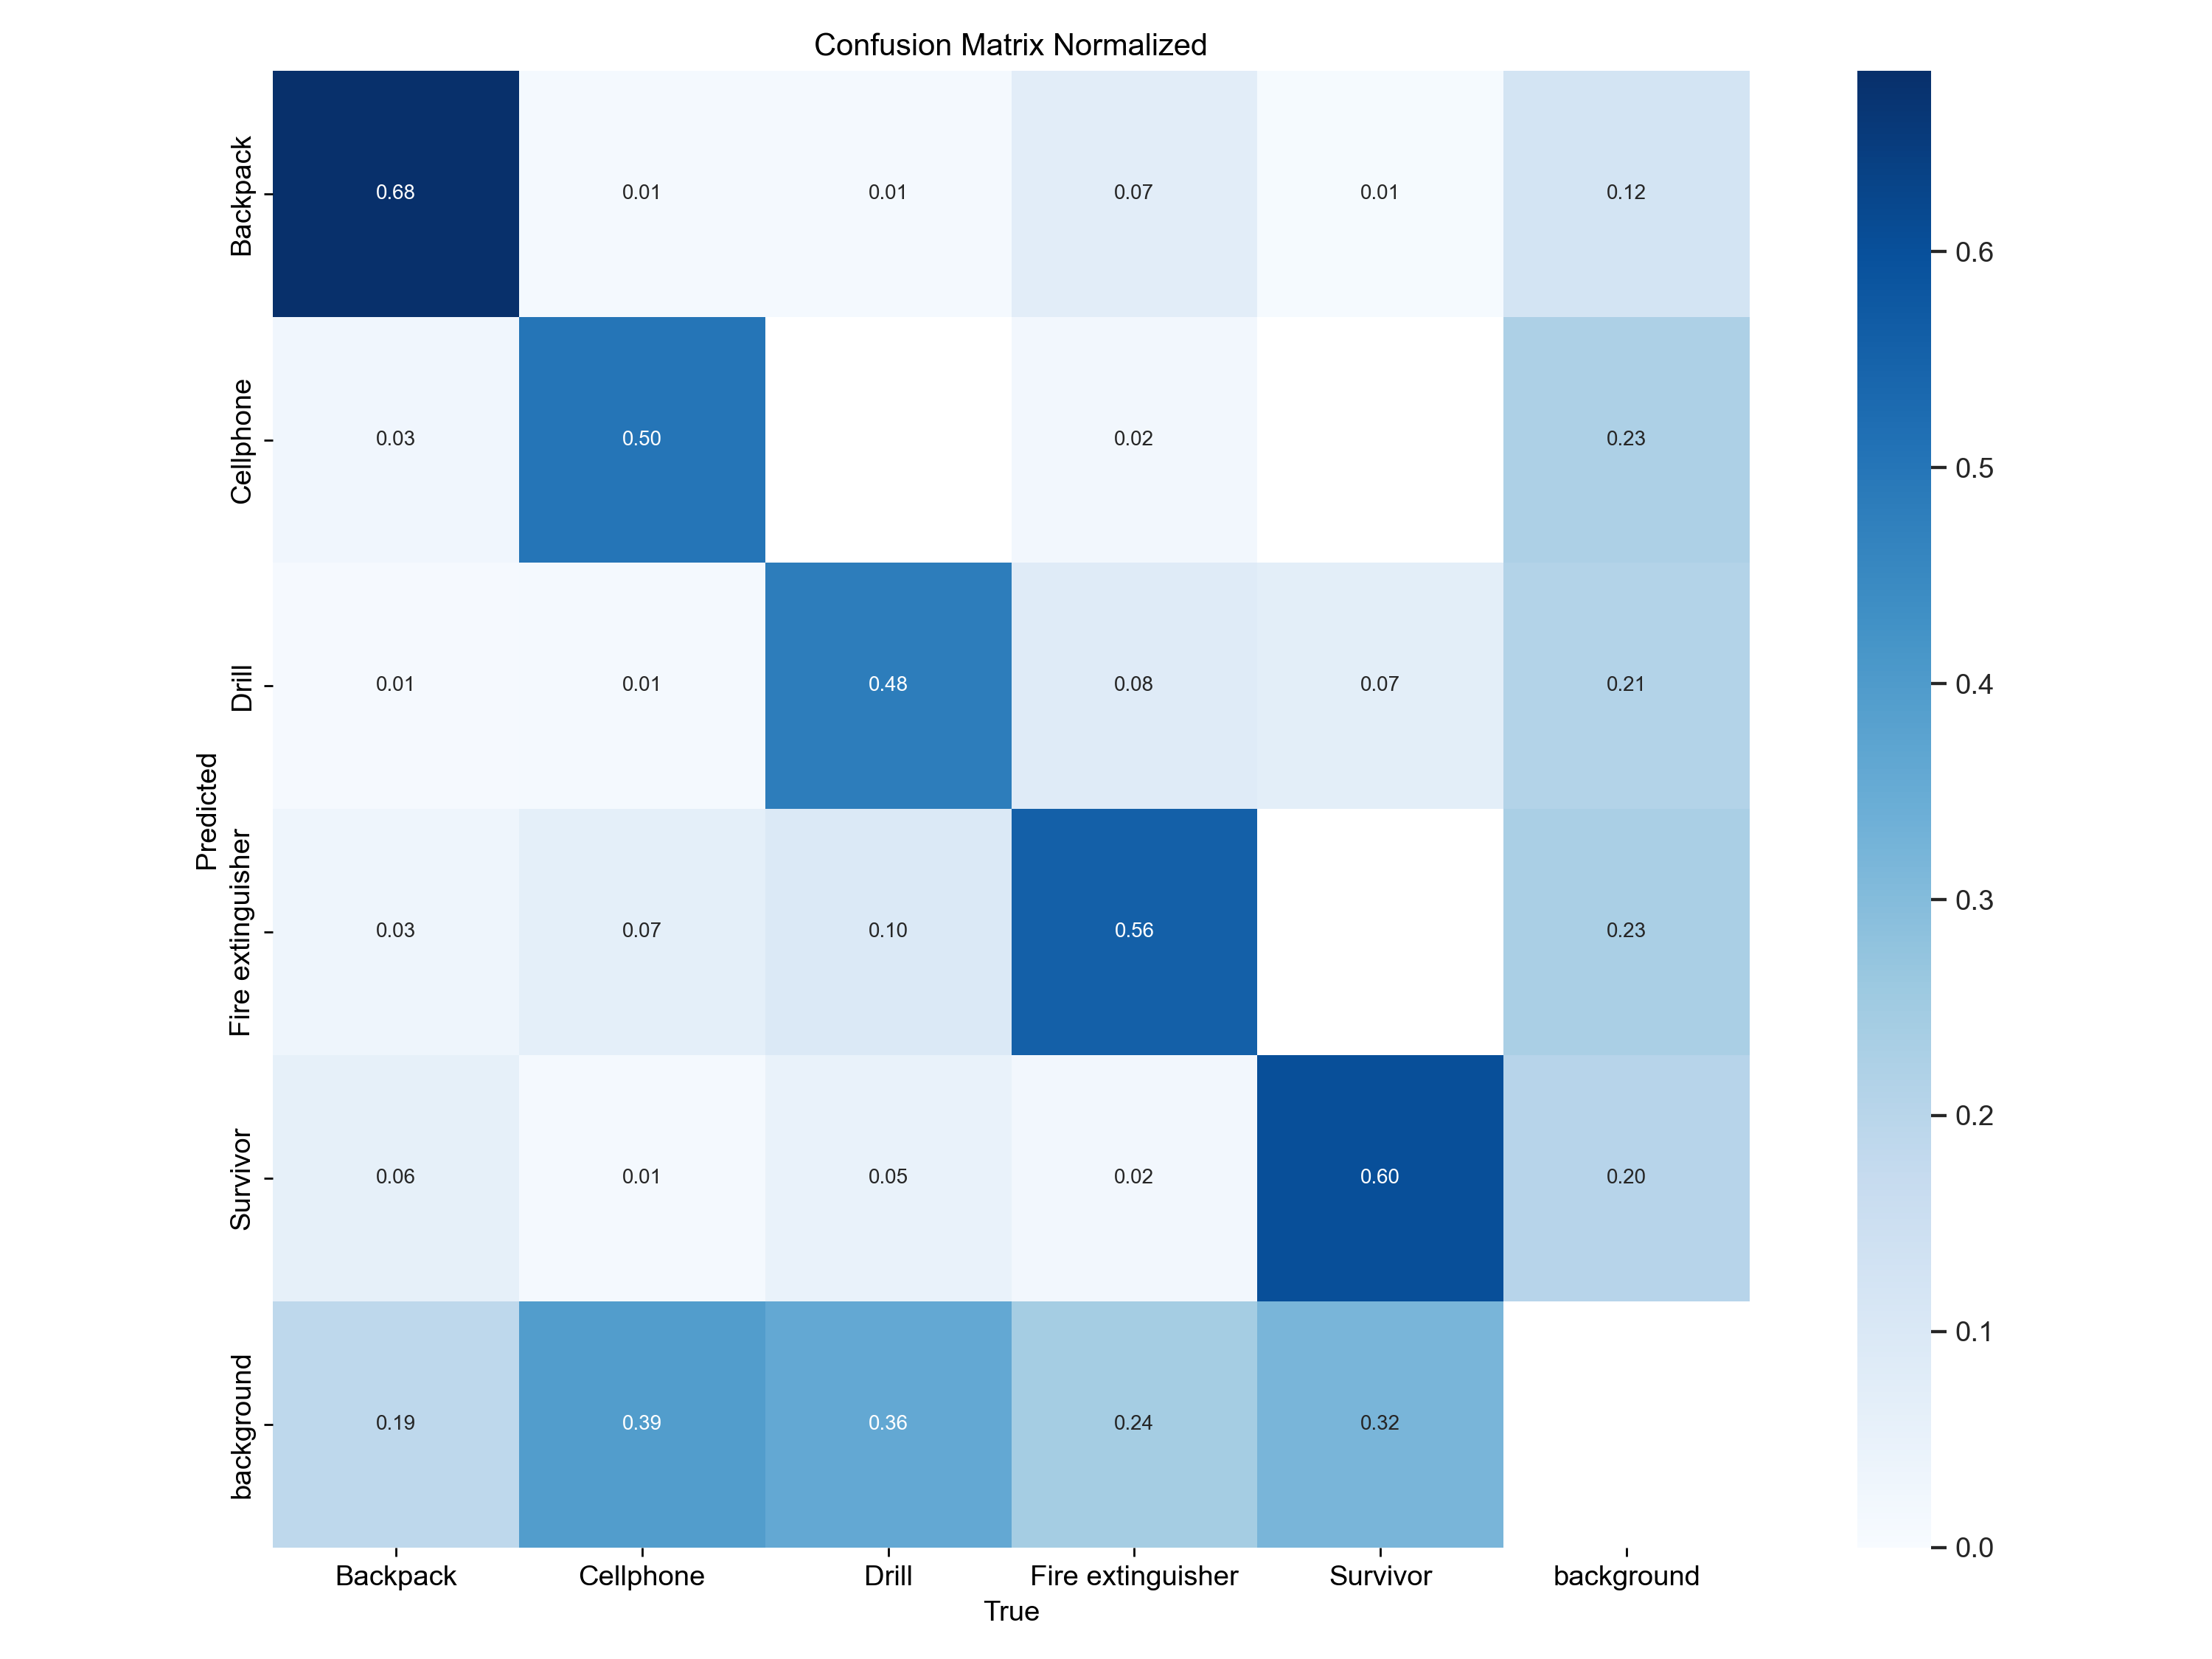 Confusion Matrix Normalized
Predicted
Backpack
0.68 0.01 0.01 0.07 0.01 0.12
Cellphone
0.03 0.50 0.02 0.23
Drill
0.01 0.01 0.48 0.08 0.07 0.21
Fire extinguisher
0.03 0.07 0.10 0.56 0.23
Survivor
0.06 0.01 0.05 0.02 0.60 0.20
background
0.19 0.39 0.36 0.24 0.32
Backpack Cellphone Drill Fire extinguisher Survivor background
True
0.6
0.5
0.4
0.3
0.2
0.1
0.0